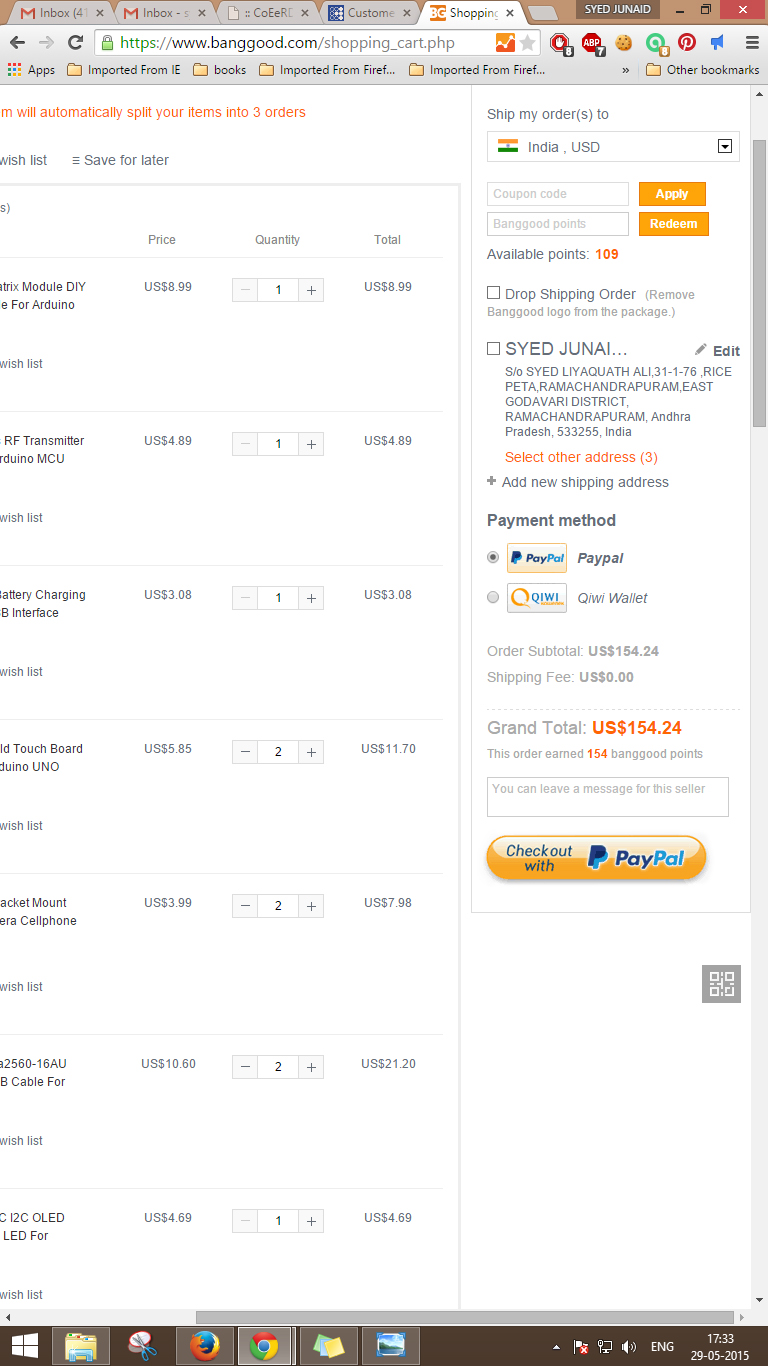 Inbox (41
Inbox - s
:: CoEeRD
Custome
Shopping
SYED JUNAID
https://www.banggood.com/shopping_cart.php
Apps
Imported From IE
books
Imported From Firef...
Imported From Firef...
»
Other bookmarks
m will automatically split your items into 3 orders
wish list
Save for later
s)
Price Quantity Total
atrix Module DIY
e For Arduino
US$8.99 1 US$8.99
wish list
s RF Transmitter
rduino MCU
US$4.89 1 US$4.89
wish list
Battery Charging
SB Interface
US$3.08 1 US$3.08
wish list
ld Touch Board
duino UNO
US$5.85 2 US$11.70
wish list
acket Mount
era Cellphone
US$3.99 2 US$7.98
wish list
a2560-16AU
B Cable For
US$10.60 2 US$21.20
wish list
C I2C OLED
LED For
US$4.69 1 US$4.69
wish list
Ship my order(s) to
India , USD
Coupon code
Apply
Banggood points
Redeem
Available points: 109
Drop Shipping Order (Remove
Banggood logo from the package.)
SYED JUNAI... Edit
S/o SYED LIYAQUATH ALI,31-1-76 ,RICE
PETA,RAMACHANDRAPURAM,EAST
GODAVARI DISTRICT,
RAMACHANDRAPURAM, Andhra
Pradesh, 533255, India
Select other address (3)
Add new shipping address
Payment method
PayPal Paypal
QIWI Qiwi Wallet
Order Subtotal: US$154.24
Shipping Fee: US$0.00
Grand Total: US$154.24
This order earned 154 banggood points
You can leave a message for this seller
Checkout
with
PayPal
ENG
17:33
29-05-2015